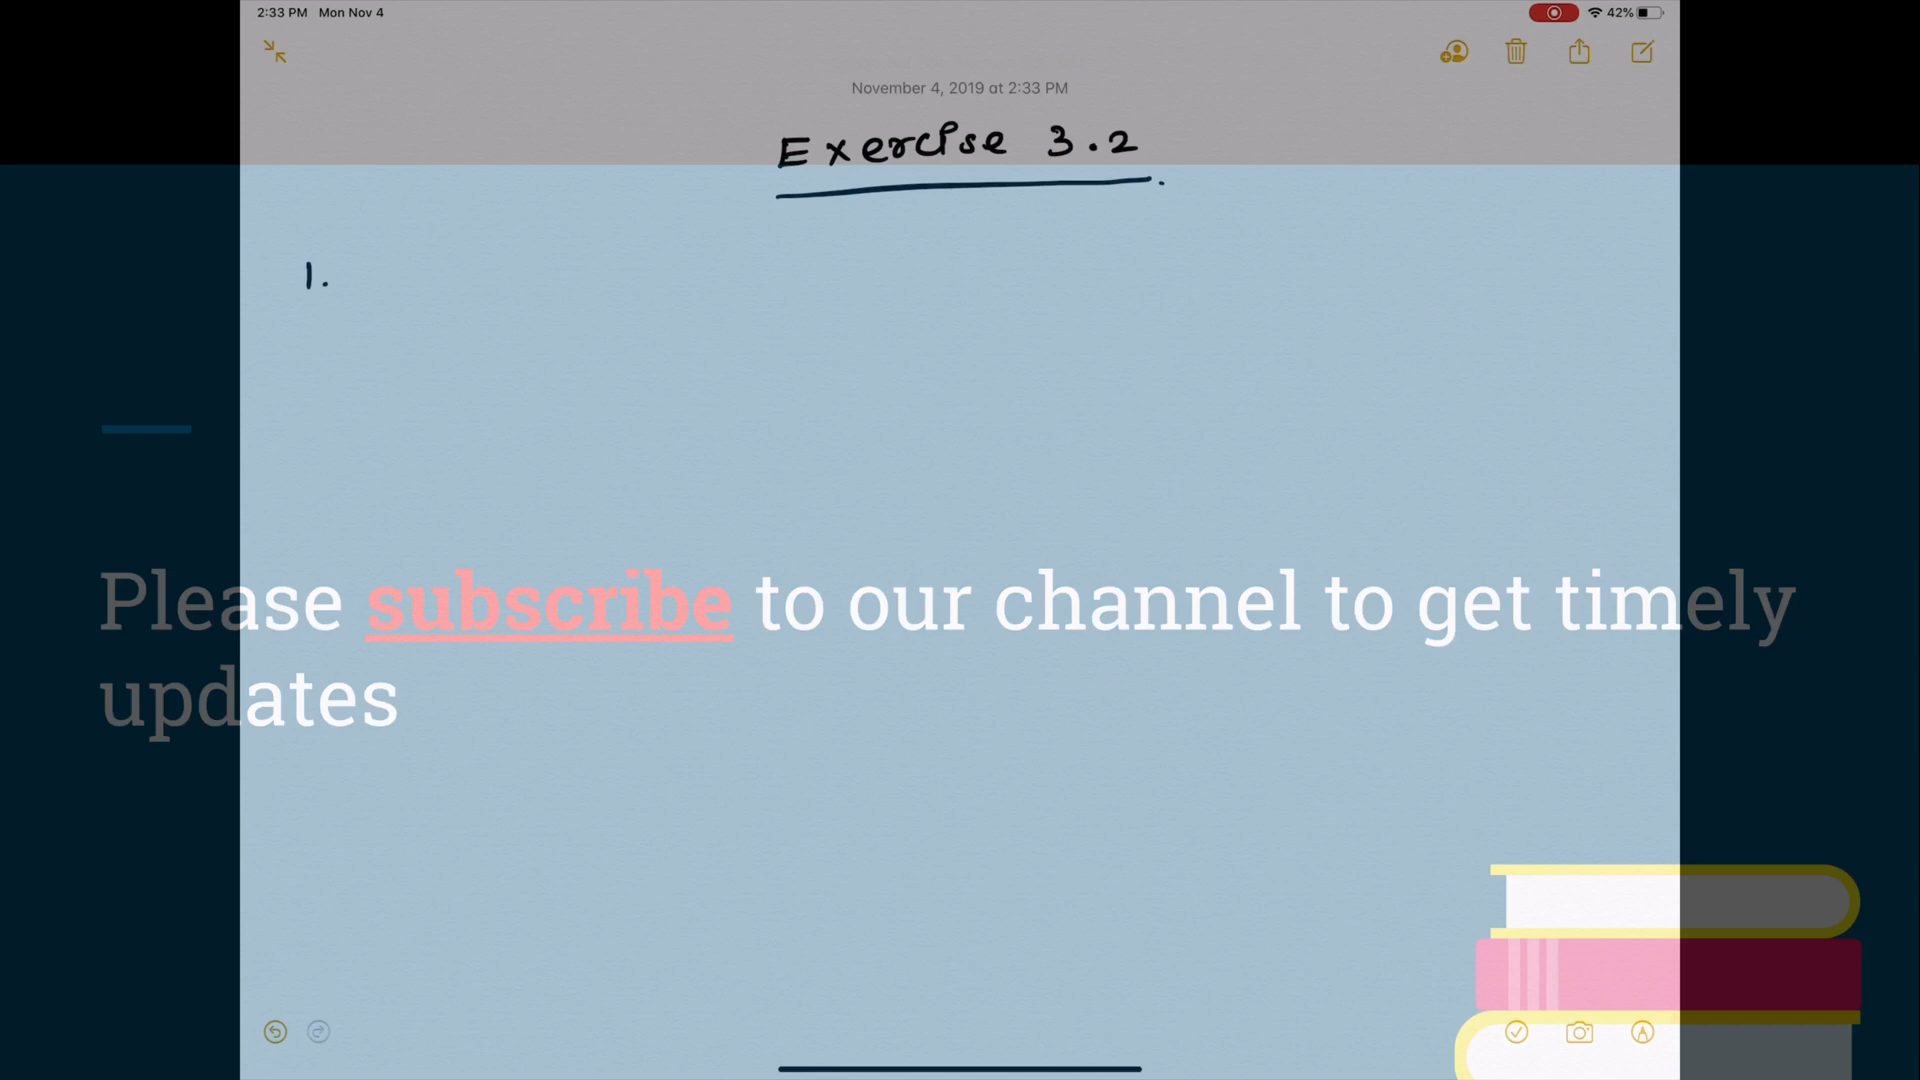 2:33 PM Mon Nov 4
42%
November 4, 2019 at 2:33 PM
Exercise 3.2
1.
Please subscribe to our channel to get timely
updates